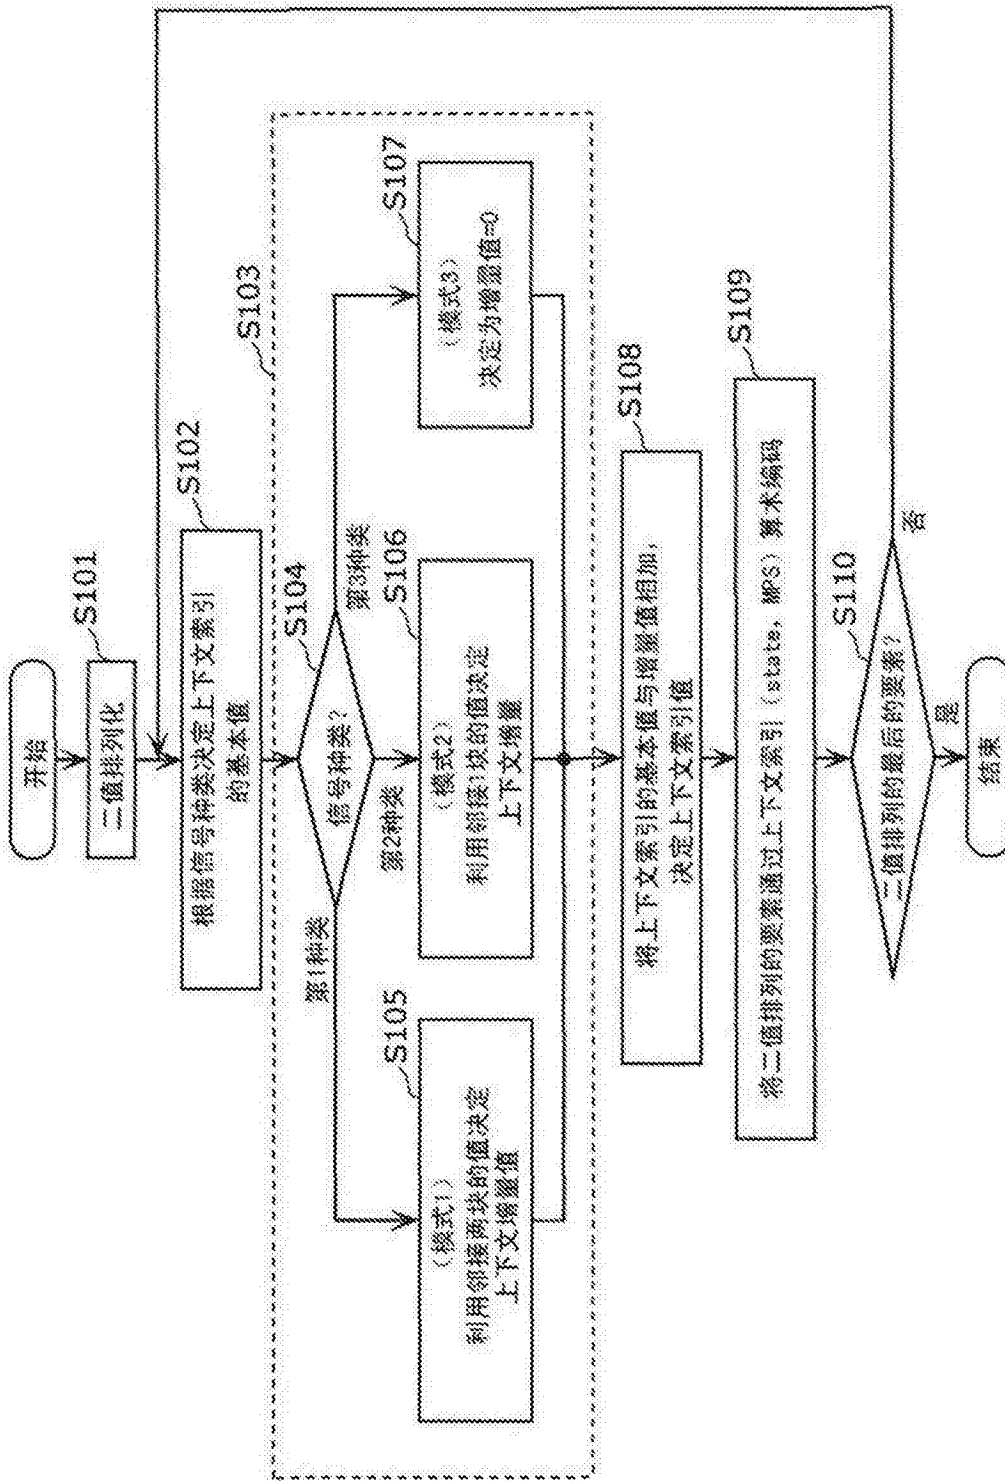 开始
S101
二值排列化
S102
根据信号种类决定上下文索引
的基本值
S103
S104
信号种类?
第1种类
第2种类
第3种类
S105
(模式1)
利用邻接两块的值决定
上下文增量值
S106
(模式2)
利用邻接1块的值决定
上下文增量
S107
(模式3)
决定为增量值=0
S108
将上下文索引的基本值与增量值相加,
决定上下文索引值
S109
将二值排列的要素通过上下文索引(state, MPS)算术编码
S110
二值排列的最后的要素?
否
是
结束